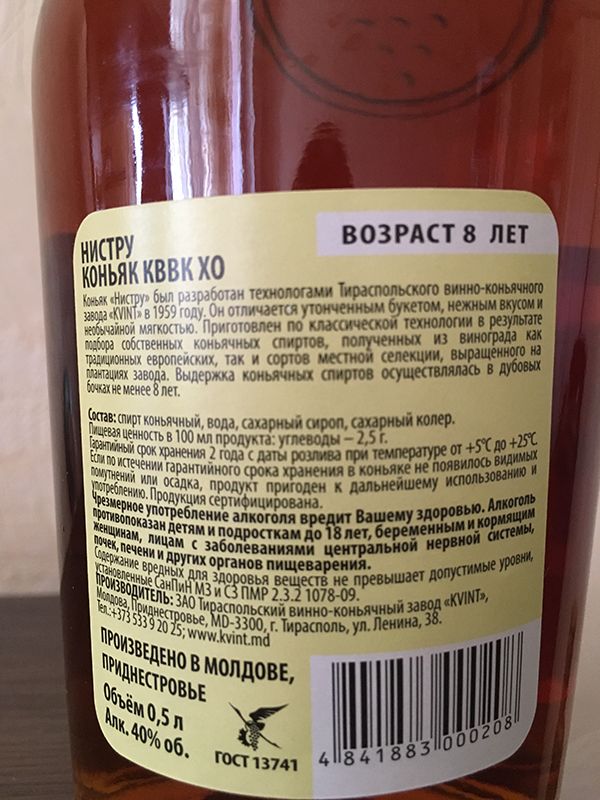 ВОЗРАСТ 8 ЛЕТ
НИСТРУ
КОНЬЯК КВВК ХО
Коньяк «Нистру» был разработан технологами Тираспольского винно-коньячного
завода «KVINT» в 1959 году. Он отличается утонченным букетом, нежным вкусом и
необычайной мягкостью. Приготовлен по классической технологии в результате
подбора собственных коньячных спиртов, полученных из винограда как
традиционных европейских, так и сортов местной селекции, выращенного на
плантациях завода. Выдержка коньячных спиртов осуществлялась в дубовых
бочках не менее 8 лет.
Состав: спирт коньячный, вода, сахарный сироп, сахарный колер.
Пищевая ценность в 100 мл продукта: углеводы – 2,5 г.
Гарантийный срок хранения 2 года с даты розлива при температуре от +5°С до +25°С.
Если по истечении гарантийного срока хранения в коньяке не появилось видимых
помутнений или осадка, продукт пригоден к дальнейшему использованию и
употреблению. Продукция сертифицирована.
Чрезмерное употребление алкоголя вредит Вашему здоровью. Алкоголь
противопоказан детям и подросткам до 18 лет, беременным и кормящим
женщинам, лицам с заболеваниями центральной нервной системы,
почек, печени и других органов пищеварения.
Содержание вредных для здоровья веществ не превышает допустимые уровни,
установленные СанПиН МЗ и СЗ ПМР 2.3.2 1078-09.
ПРОИЗВОДИТЕЛЬ: ЗАО Тираспольский винно-коньячный завод «KVINT»,
Молдова, Приднестровье, MD-3300, г. Тирасполь, ул. Ленина, 38.
Тел.:+373 533 9 20 25; www.kvint.md
ПРОИЗВЕДЕНО В МОЛДОВЕ,
ПРИДНЕСТРОВЬЕ
Объём 0,5 л
Алк. 40% об.
ГОСТ 13741
4 841883 000208